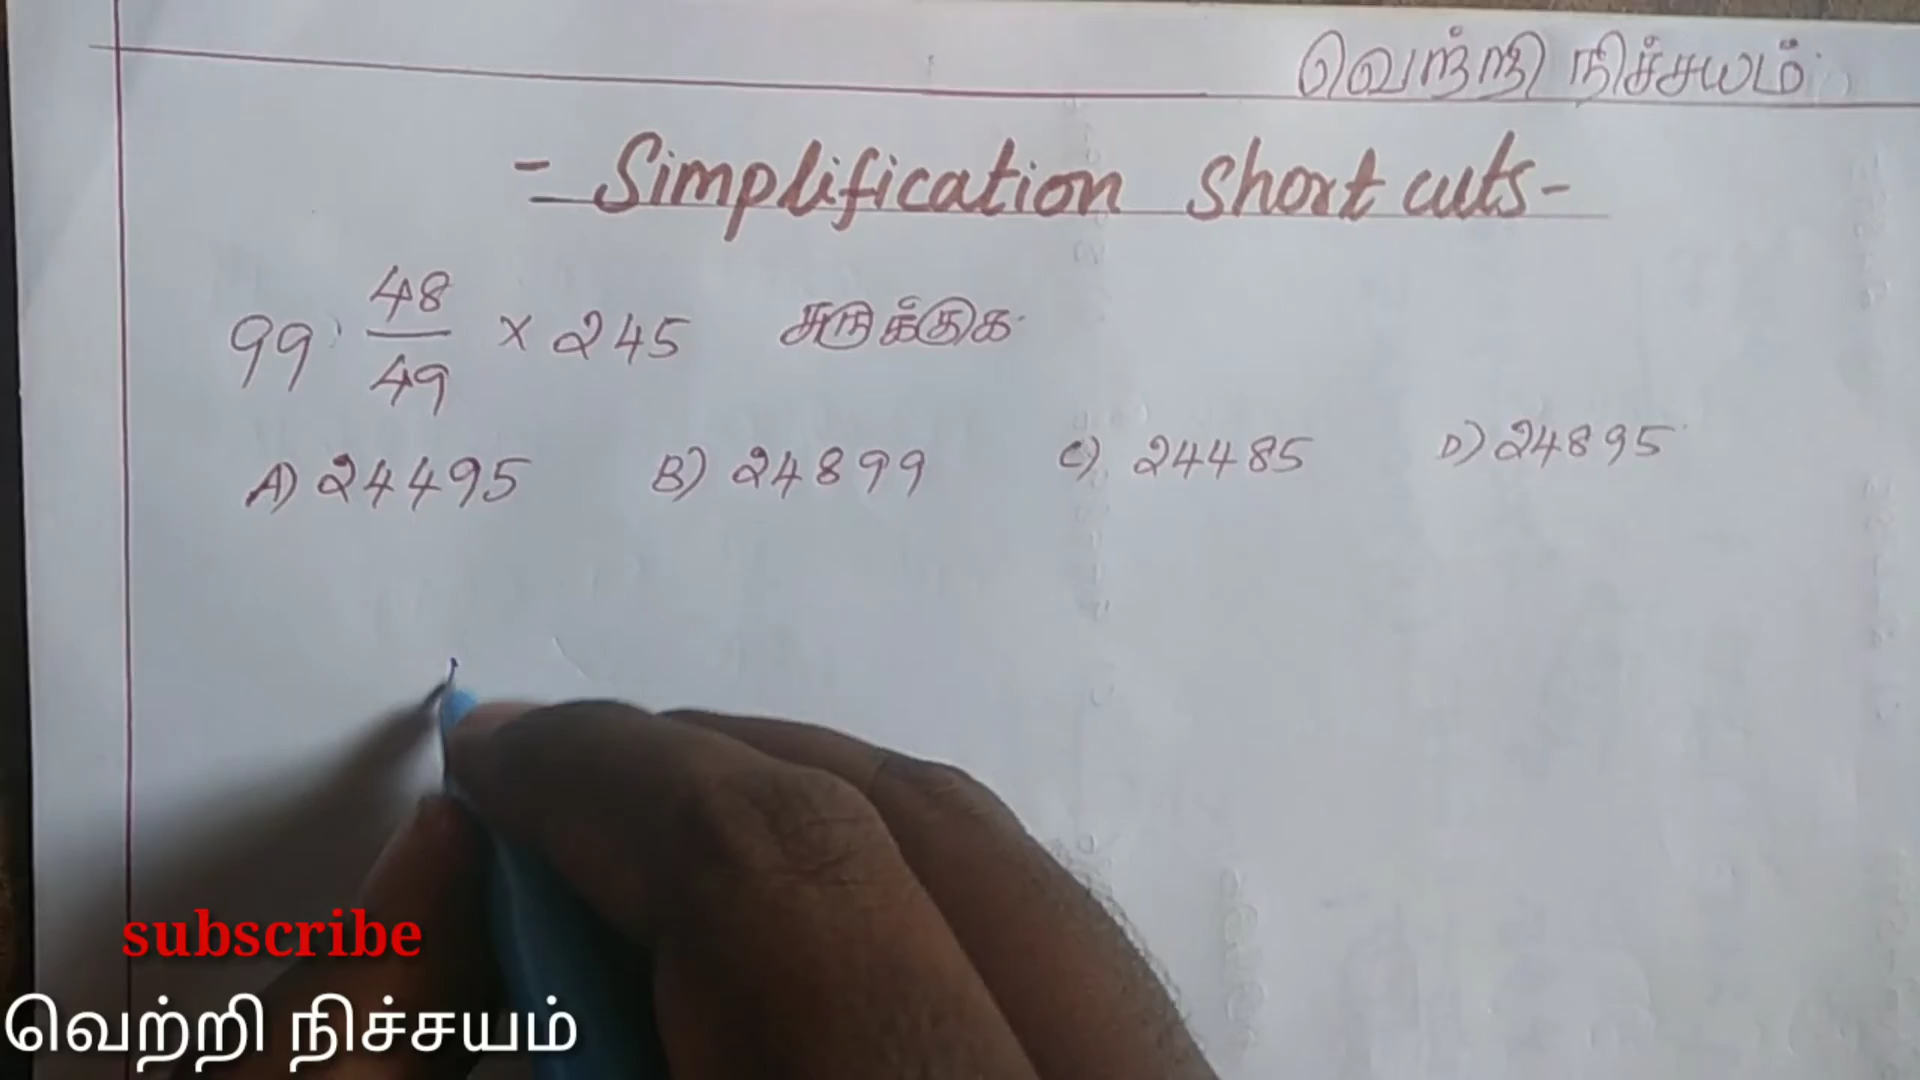 வெற்றி நிச்சயம்
- Simplification Short cuts -
99 48/49 × 245 சுருக்குக
A) 24495 B) 24899 C) 24485 D) 24895
subscribe
வெற்றி நிச்சயம்